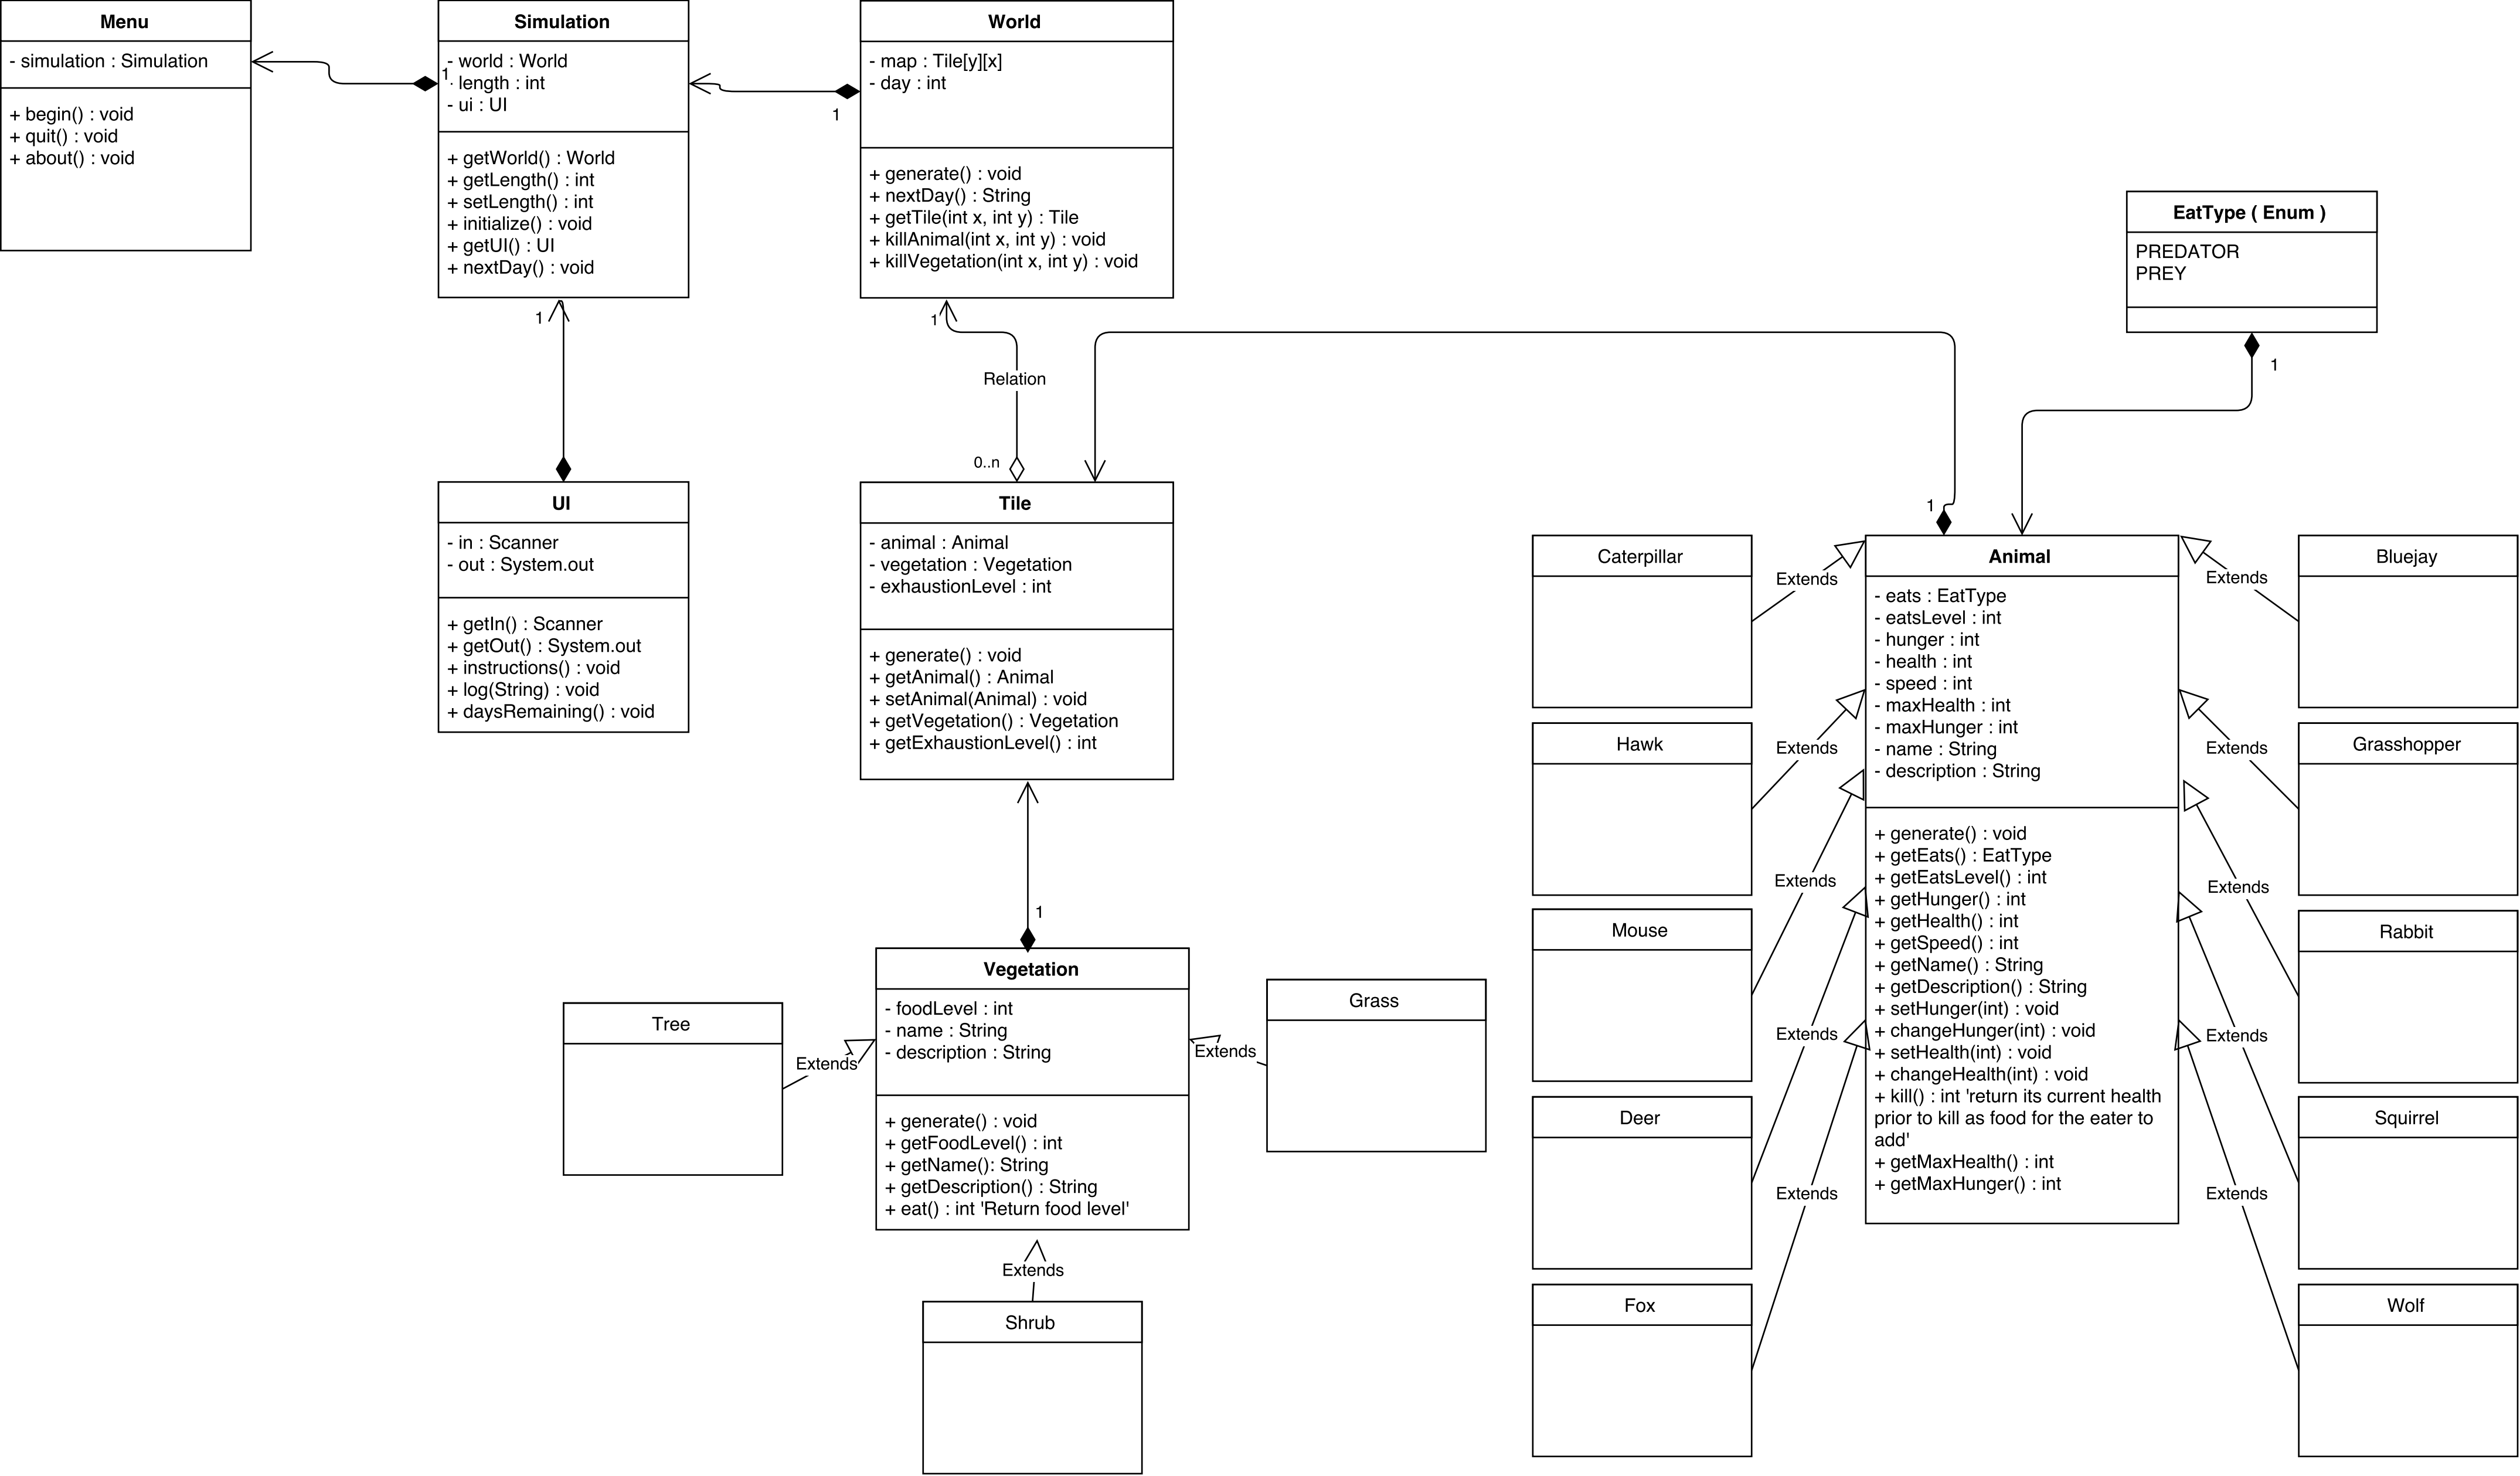 Menu
- simulation : Simulation
+ begin() : void
+ quit() : void
+ about() : void
Simulation
- world : World
- length : int
- ui : UI
+ getWorld() : World
+ getLength() : int
+ setLength() : int
+ initialize() : void
+ getUI() : UI
+ nextDay() : void
1
World
- map : Tile[y][x]
- day : int
+ generate() : void
+ nextDay() : String
+ getTile(int x, int y) : Tile
+ killAnimal(int x, int y) : void
+ killVegetation(int x, int y) : void
1
EatType ( Enum )
PREDATOR
PREY
1
1
1
Relation
0..n
1
UI
- in : Scanner
- out : System.out
+ getIn() : Scanner
+ getOut() : System.out
+ instructions() : void
+ log(String) : void
+ daysRemaining() : void
Tile
- animal : Animal
- vegetation : Vegetation
- exhaustionLevel : int
+ generate() : void
+ getAnimal() : Animal
+ setAnimal(Animal) : void
+ getVegetation() : Vegetation
+ getExhaustionLevel() : int
1
Vegetation
- foodLevel : int
- name : String
- description : String
+ generate() : void
+ getFoodLevel() : int
+ getName(): String
+ getDescription() : String
+ eat() : int 'Return food level'
Tree
Extends
Grass
Extends
Shrub
Extends
Animal
- eats : EatType
- eatsLevel : int
- hunger : int
- health : int
- speed : int
- maxHealth : int
- maxHunger : int
- name : String
- description : String
+ generate() : void
+ getEats() : EatType
+ getEatsLevel() : int
+ getHunger() : int
+ getHealth() : int
+ getSpeed() : int
+ getName() : String
+ getDescription() : String
+ setHunger(int) : void
+ changeHunger(int) : void
+ setHealth(int) : void
+ changeHealth(int) : void
+ kill() : int 'return its current health
prior to kill as food for the eater to
add'
+ getMaxHealth() : int
+ getMaxHunger() : int
Caterpillar
Extends
Hawk
Extends
Mouse
Extends
Deer
Extends
Fox
Extends
Bluejay
Extends
Grasshopper
Extends
Rabbit
Extends
Squirrel
Extends
Wolf
Extends